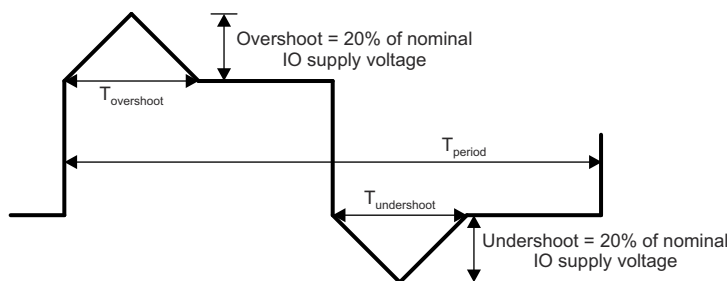 Overshoot = 20% of nominal
IO supply voltage
Tovershoot
Tperiod
Tundershoot
Undershoot = 20% of nominal
IO supply voltage